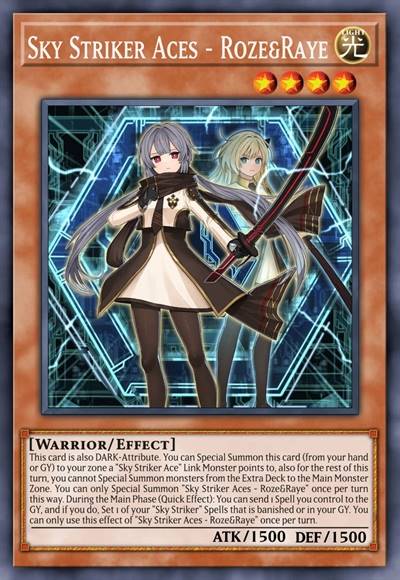 Sky Striker Aces - Roze&Raye
LIGHT
光
[Warrior/Effect]
This card is also DARK-Attribute. You can Special Summon this card (from your hand
or GY) to your zone a "Sky Striker Ace" Link Monster points to, also for the rest of this
turn, you cannot Special Summon monsters from the Extra Deck to the Main Monster
Zone. You can only Special Summon "Sky Striker Aces - Roze&Raye" once per turn
this way. During the Main Phase (Quick Effect): You can send 1 Spell you control to the
GY, and if you do, Set 1 of your "Sky Striker" Spells that is banished or in your GY. You
can only use this effect of "Sky Striker Aces - Roze&Raye" once per turn.
ATK/1500 DEF/1500